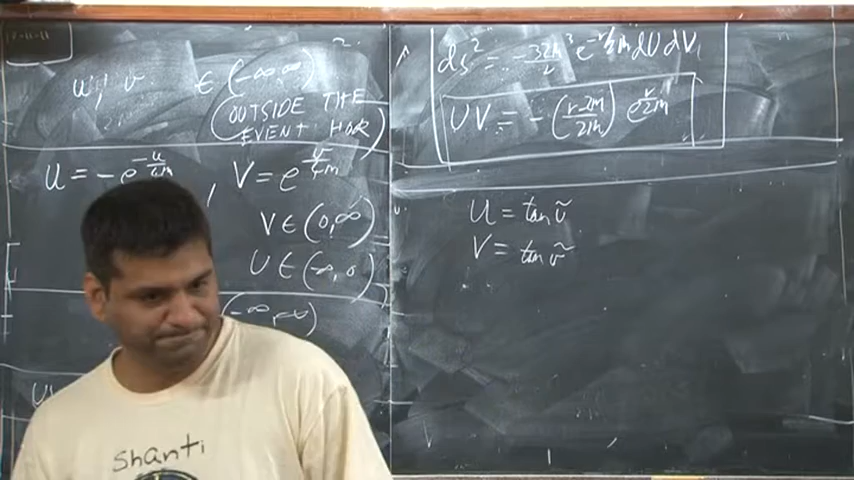 u, v ∈ (-∞, ∞)
(OUTSIDE THE
EVENT HOR)
U = -e^{-u/4m}, V = e^{v/4m}
V ∈ (0, ∞)
U ∈ (-∞, 0)
ds² = -32m³/r e^{-r/2m} dU dV
UV = -(r-2m/2m) e^{r/2m}
U = tan ũ
V = tan ṽ
shanti